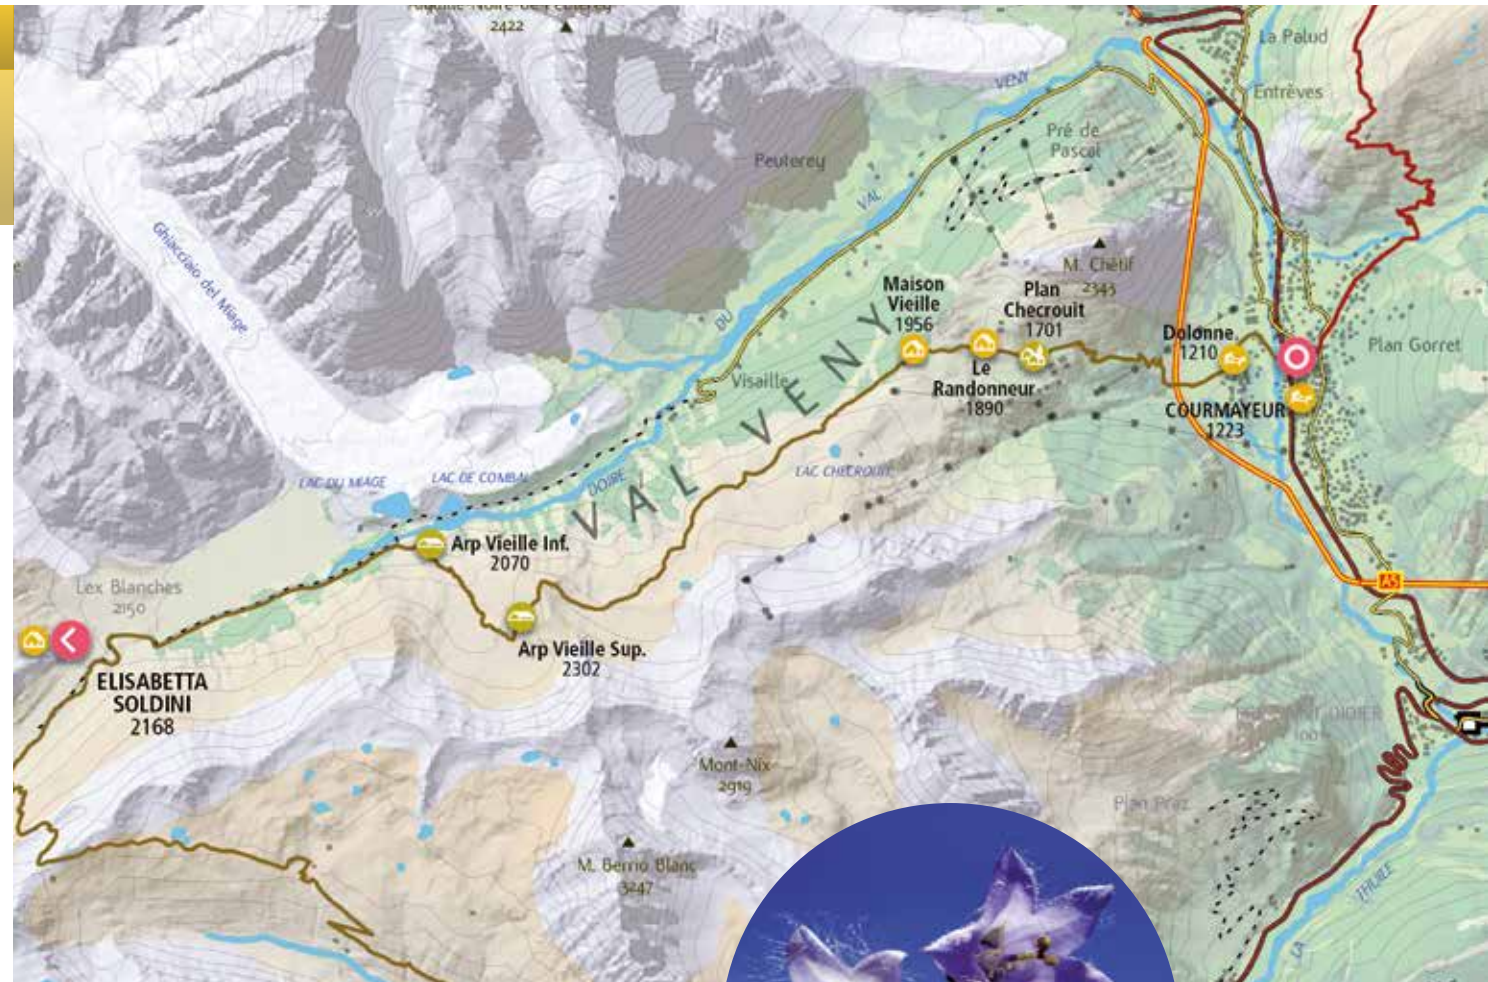 2422
La Palud
VENY
Entrèves
Pré de
Pascal
Peuterey
VAL
Ghiacciaio del Miage
M. Chétif
2343
Maison
Vieille
1956
Plan
Checrouit
1701
DU
Dolonne
1210
Plan Gorret
Visaille
Le
Randonneur
1890
COURMAYEUR
1223
VAL VENY
LAC CHECROUIT
LAC DU MIAGE
LAC DE COMBAL
DOIRE
Arp Vieille Inf.
2070
A5
Lex Blanches
2150
Arp Vieille Sup.
2302
ELISABETTA
SOLDINI
2168
Mont-Nix
2919
Plan Praz
M. Berrio Blanc
3247
LA THUILE